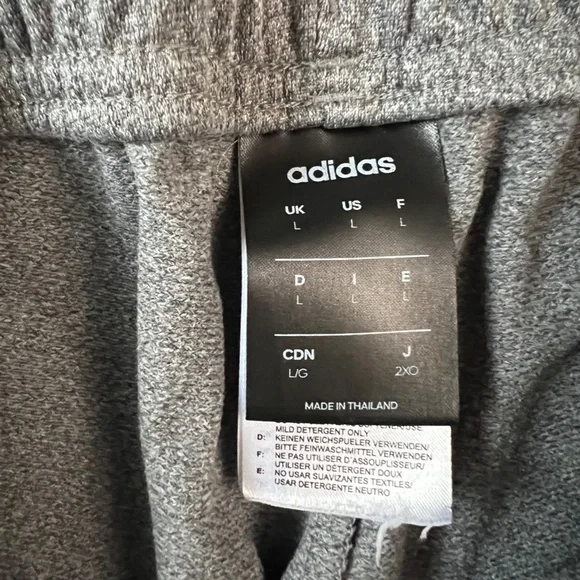 adidas
UK US F
L L L
D I E
L L L
CDN J
L/G 2XO
MADE IN THAILAND
MILD DETERGENT ONLY
D: KEINEN WEICHSPUELER VERWENDEN/
BITTE FEINWASCHMITTEL VERWENDEN
F: NE PAS UTILISER D'ASSOUPLISSEUR/
UTILISER UN DÉTERGENT DOUX
E: NO USAR SUAVIZANTES TEXTILES/
USAR DETERGENTE NEUTRO